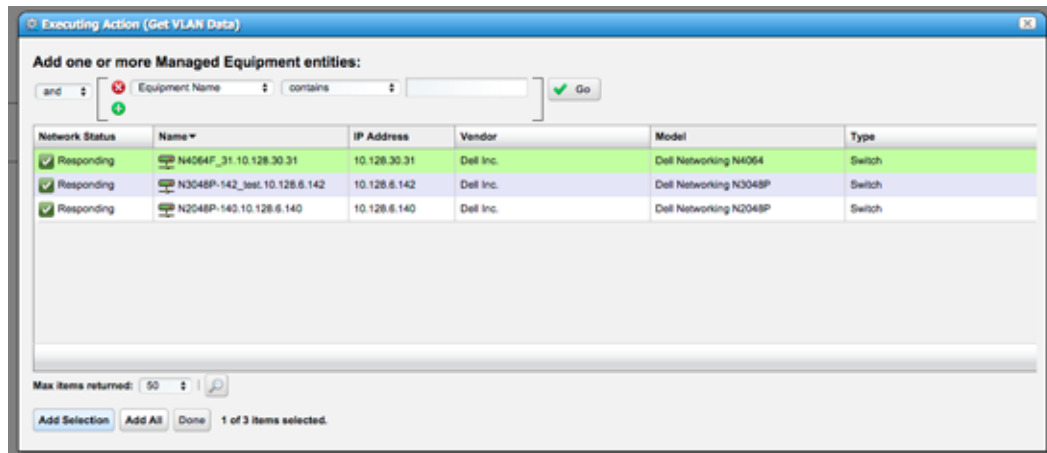 Executing Action (Get VLAN Data)
Add one or more Managed Equipment entities:
and Equipment Name contains Go
Network Status Name IP Address Vendor Model Type
Responding N4064F_31.10.128.30.31 10.128.30.31 Dell Inc. Dell Networking N4064 Switch
Responding N3048P-142_test.10.128.6.142 10.128.6.142 Dell Inc. Dell Networking N3048P Switch
Responding N2048P-140.10.128.6.140 10.128.6.140 Dell Inc. Dell Networking N2048P Switch
Max items returned: 50
Add Selection Add All Done 1 of 3 items selected.